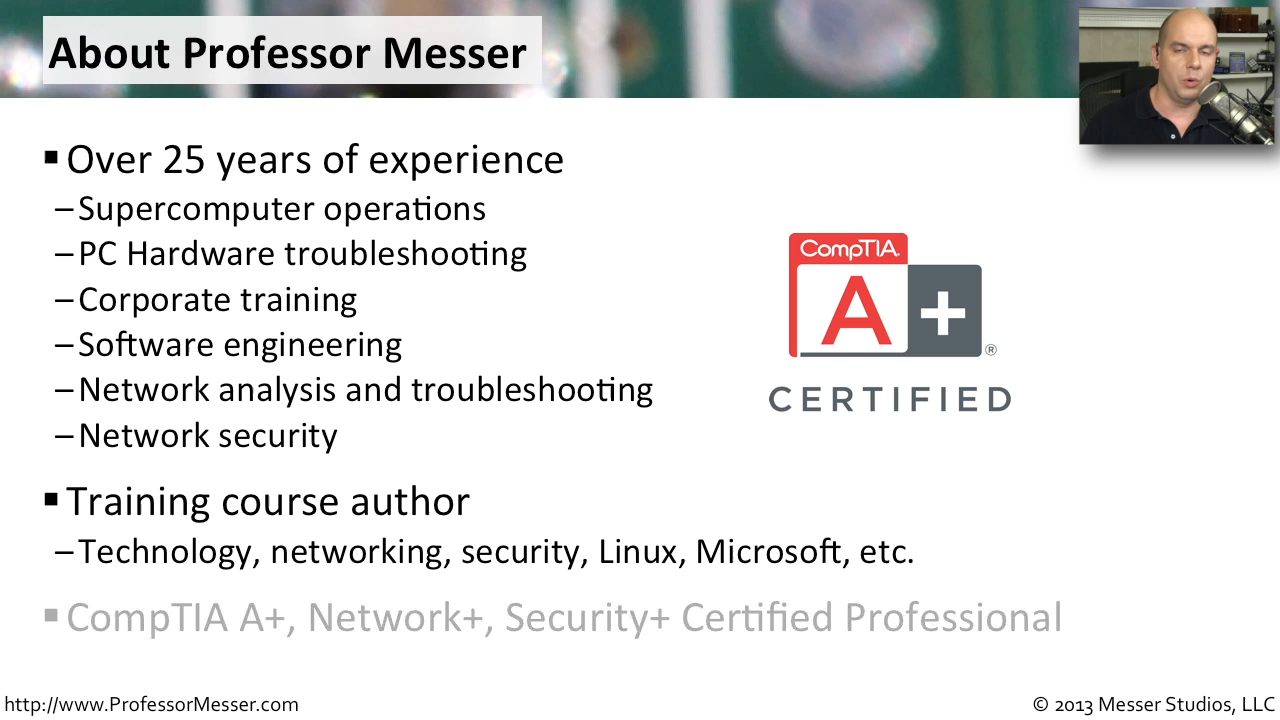 About Professor Messer
▪ Over 25 years of experience
– Supercomputer operations
– PC Hardware troubleshooting
– Corporate training
– Software engineering
– Network analysis and troubleshooting
– Network security
CompTIA®
A+®
CERTIFIED
▪ Training course author
– Technology, networking, security, Linux, Microsoft, etc.
▪ CompTIA A+, Network+, Security+ Certified Professional
http://www.ProfessorMesser.com
© 2013 Messer Studios, LLC